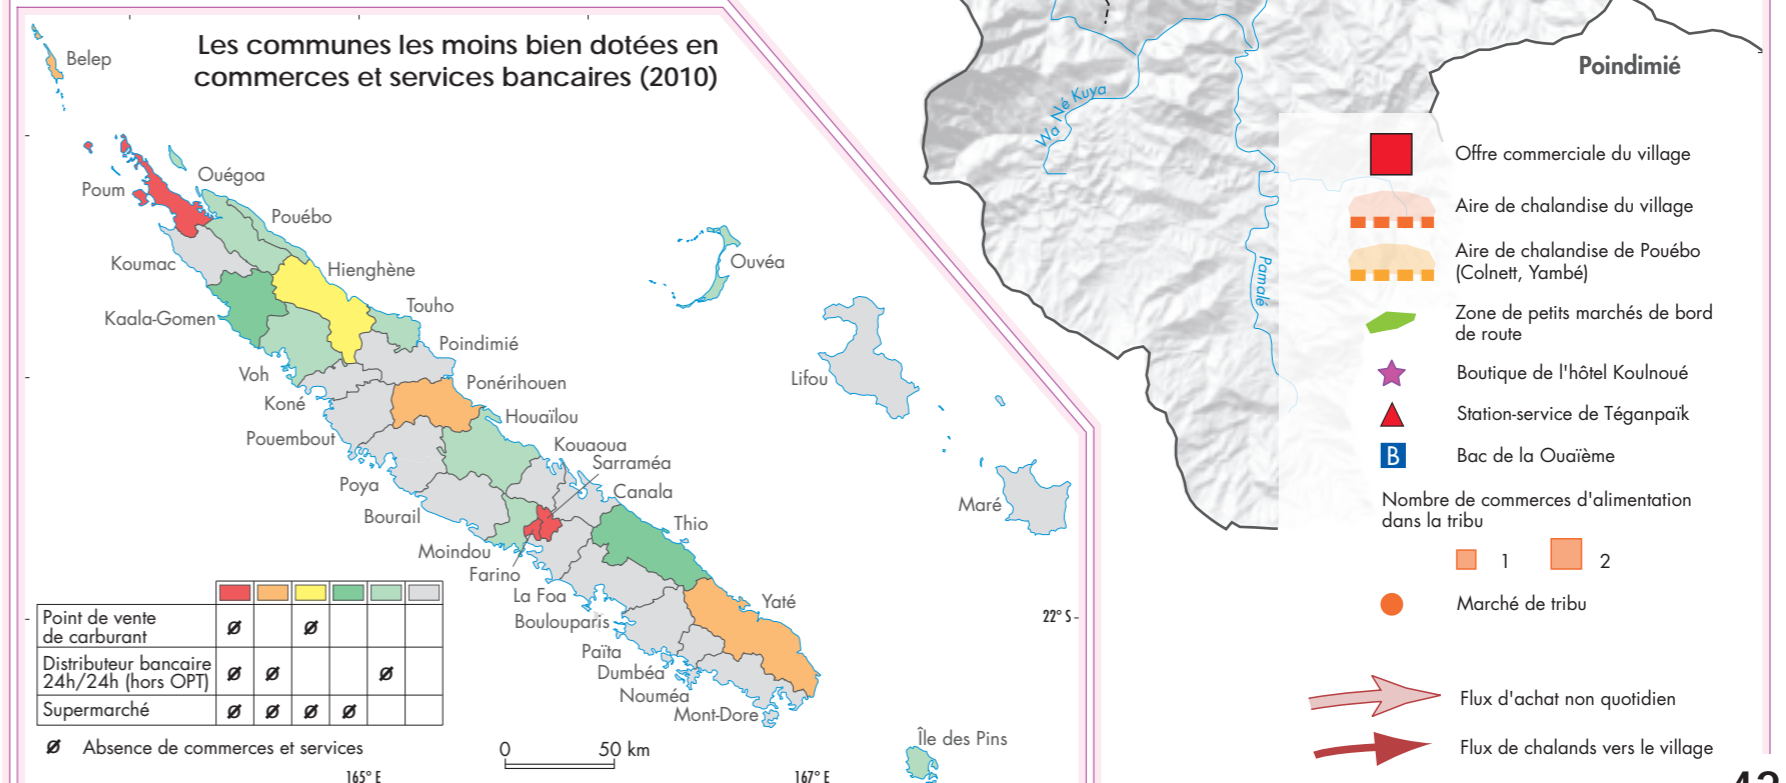 Les communes les moins bien dotées en
commerces et services bancaires (2010)
Belep
Poum
Ouégoa
Pouébo
Koumac
Hienghène
Kaala-Gomen
Touho
Poindimié
Voh
Ponérihouen
Koné
Houaïlou
Pouembout
Kouaoua
Sarraméa
Poya
Canala
Bourail
Thio
Moindou
Farino
La Foa
Yaté
Boulouparis
Païta
Dumbéa
Nouméa
Mont-Dore
Île des Pins
Ouvéa
Lifou
Maré
22° S
165° E
167° E
0 50 km
Point de vente
de carburant
Distributeur bancaire
24h/24h (hors OPT)
Supermarché
Absence de commerces et services
Wa Né Kuya
Pamalé
Poindimié
Offre commerciale du village
Aire de chalandise du village
Aire de chalandise de Pouébo
(Colnett, Yambé)
Zone de petits marchés de bord
de route
Boutique de l'hôtel Koulnoué
Station-service de Téganpaïk
B
Bac de la Ouaïème
Nombre de commerces d'alimentation
dans la tribu
1 2
Marché de tribu
Flux d'achat non quotidien
Flux de chalands vers le village